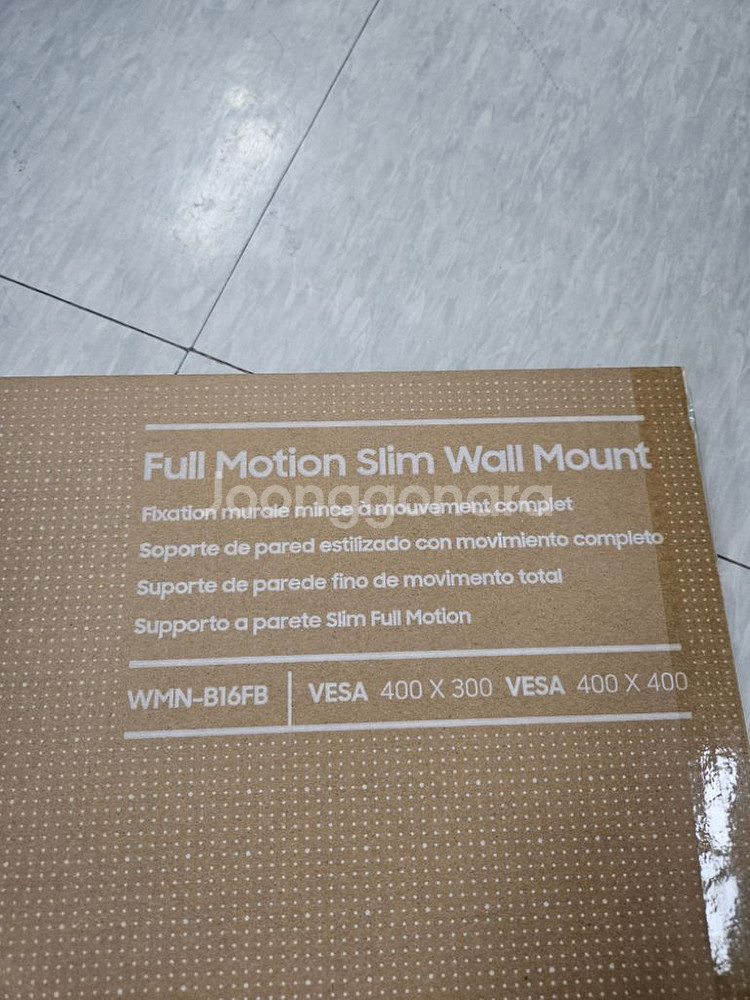 Full Motion Slim Wall Mount
Joonggonara
Fixation murale mince à mouvement complet
Soporte de pared estilizado con movimiento completo
Suporte de parede fino de movimento total
Supporto a parete Slim Full Motion
WMN-B16FB VESA 400 X 300 VESA 400 X 400